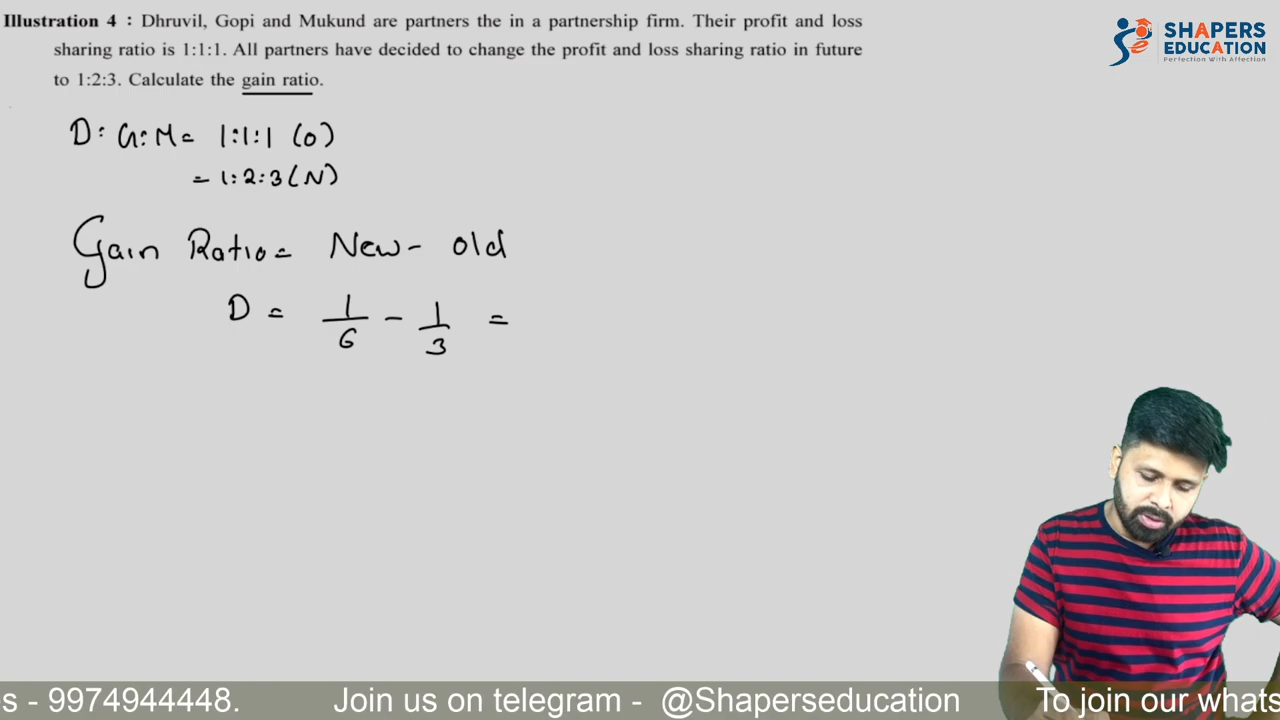 Illustration 4 : Dhruvil, Gopi and Mukund are partners the in a partnership firm. Their profit and loss
sharing ratio is 1:1:1. All partners have decided to change the profit and loss sharing ratio in future
to 1:2:3. Calculate the gain ratio.
SHAPERS
EDUCATION
Perfection With Affection
D: G: M = 1:1:1 (O)
= 1:2:3 (N)
Gain Ratio = New - Old
D = 1/6 - 1/3 =
s - 9974944448. Join us on telegram - @Shaperseducation To join our whats